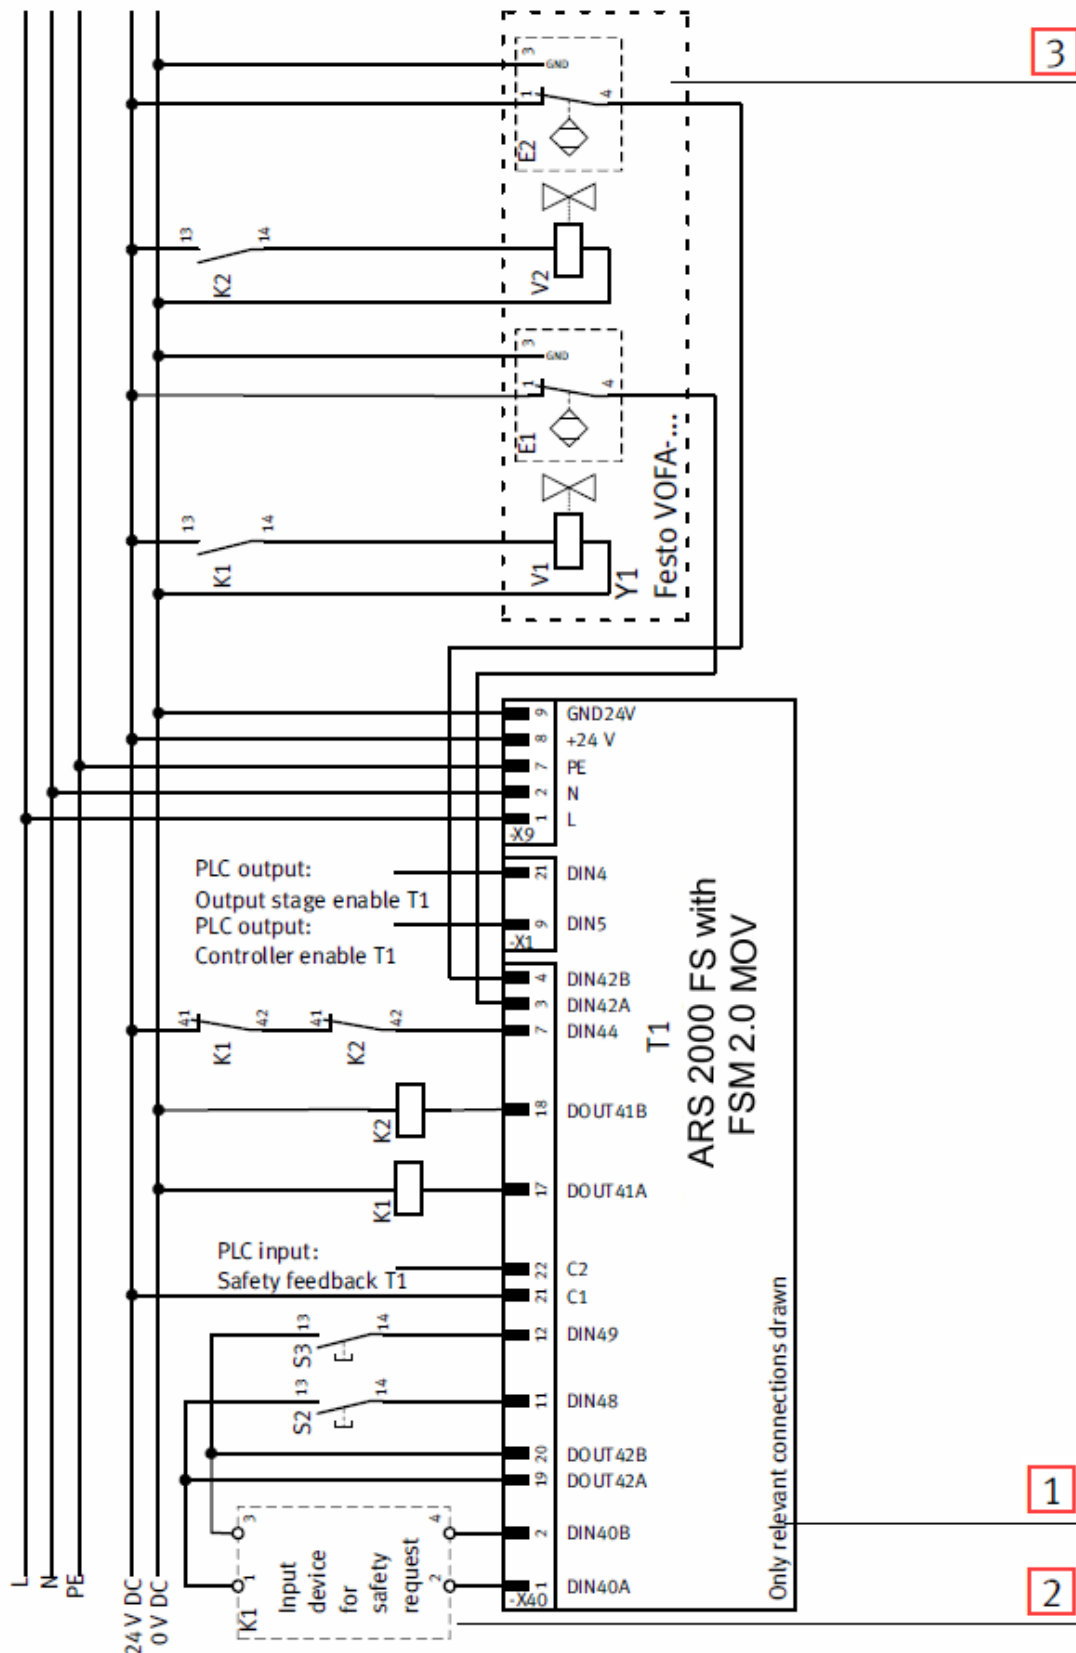 3
3
GND
1
4
E2
13
14
K2
V2
3
GND
1
4
E1
13
14
K1
V1
Y1
Festo VOFA-...
9
GND24V
8
+24 V
7
PE
2
N
1
L
-X9
PLC output:
Output stage enable T1
21
DIN4
PLC output:
Controller enable T1
9
DIN5
-X1
4
DIN42B
3
DIN42A
41
42
K1
41
42
K2
7
DIN44
T1
ARS 2000 FS with
FSM 2.0 MOV
K2
18
DOUT41B
K1
17
DOUT41A
PLC input:
Safety feedback T1
22
C2
21
C1
S3
13
14
12
DIN49
S2
13
14
11
DIN48
20
DOUT42B
19
DOUT42A
3
4
2
DIN40B
1
2
1
DIN40A
-X40
K1
Input
device
for
safety
request
Only relevant connections drawn
1
2
L
N
PE
24 V DC
0 V DC